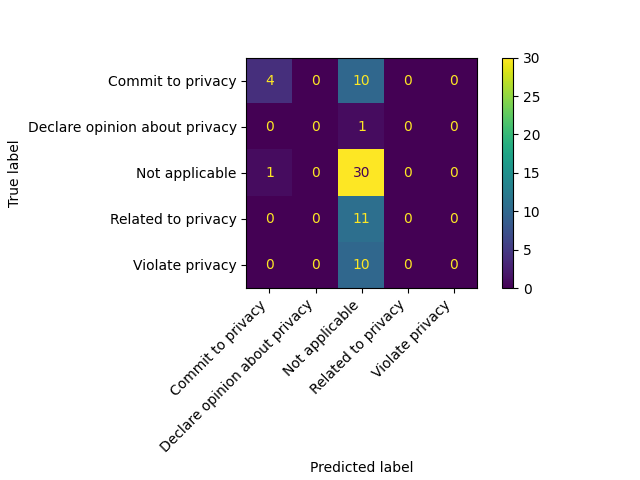 Commit to privacy 4 0 10 0 0
Declare opinion about privacy 0 0 1 0 0
Not applicable 1 0 30 0 0
Related to privacy 0 0 11 0 0
Violate privacy 0 0 10 0 0
True label
Commit to privacy
Declare opinion about privacy
Not applicable
Related to privacy
Violate privacy
Predicted label
30
25
20
15
10
5
0